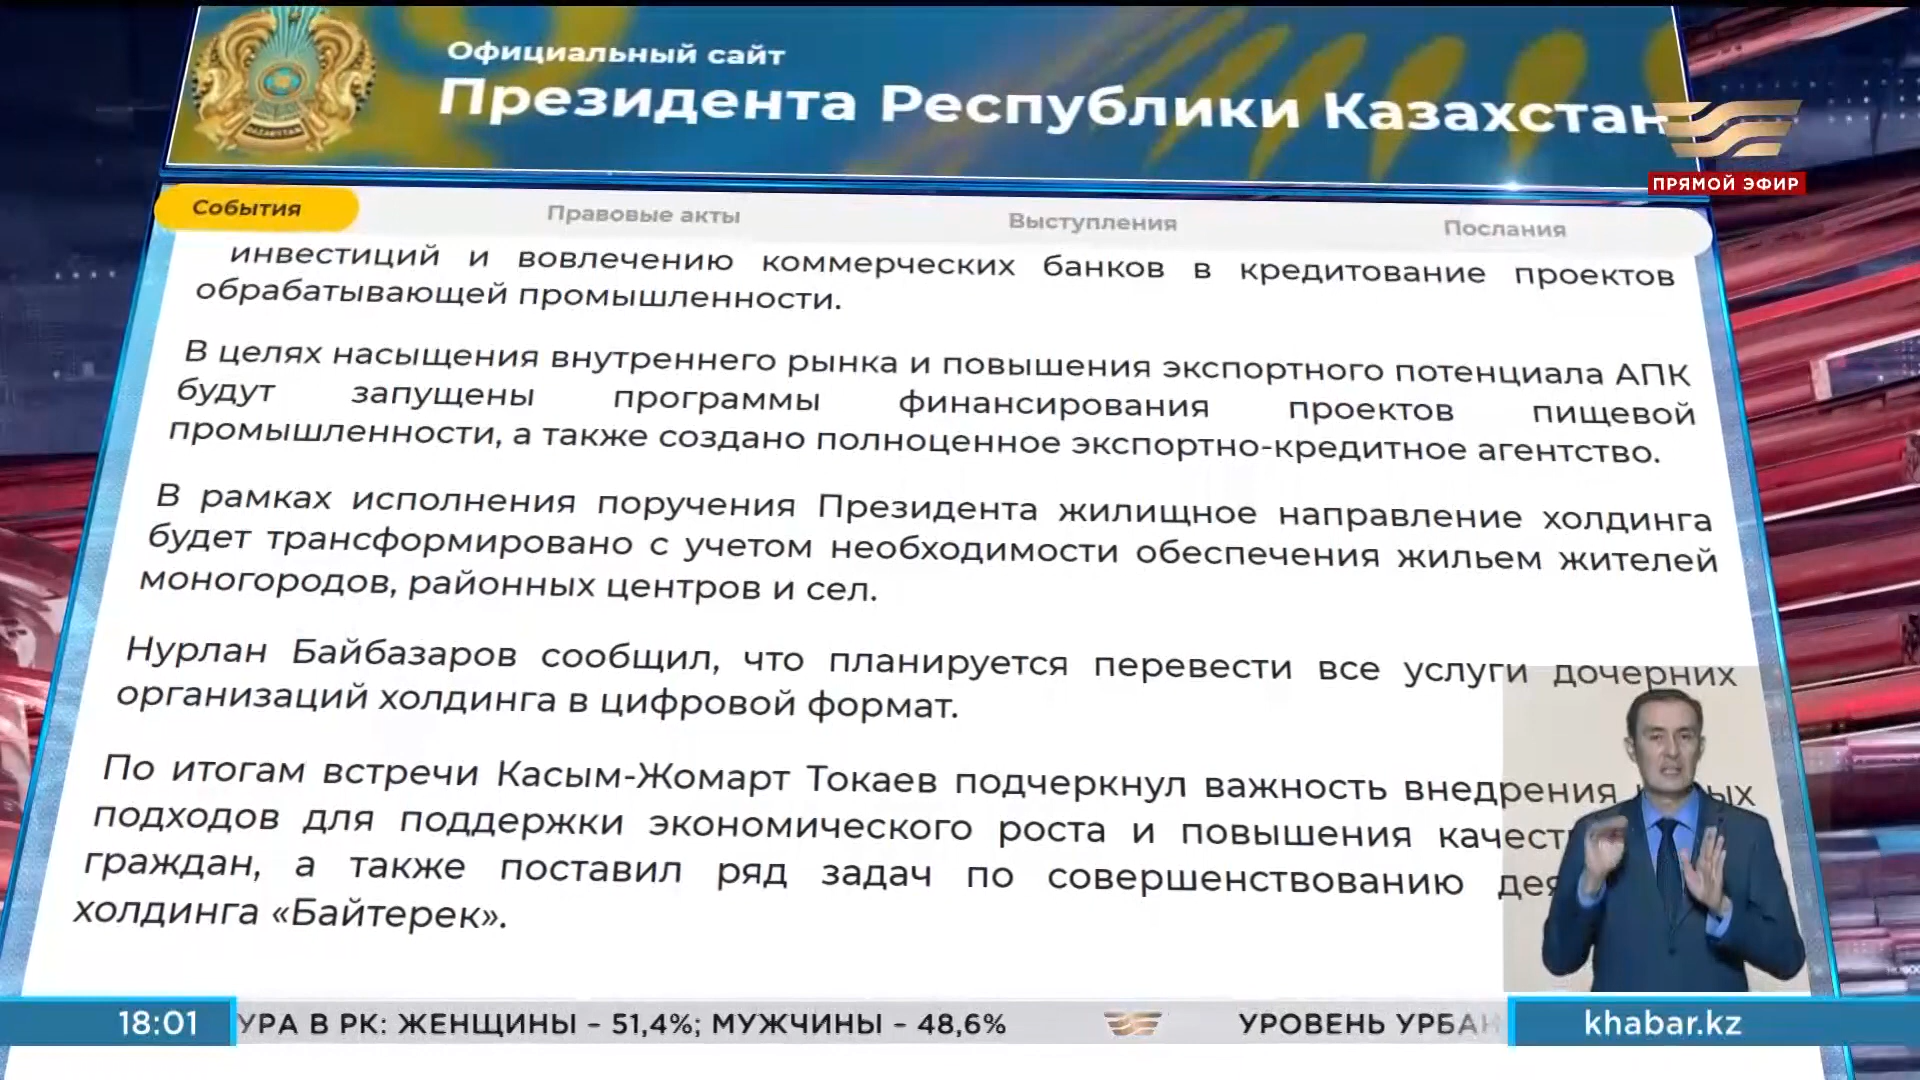 Официальный сайт
Президента Республики Казахстан
ПРЯМОЙ ЭФИР
События Правовые акты Выступления Послания
инвестиций и вовлечению коммерческих банков в кредитование проектов
обрабатывающей промышленности.
В целях насыщения внутреннего рынка и повышения экспортного потенциала АПК
будут запущены программы финансирования проектов пищевой
промышленности, а также создано полноценное экспортно-кредитное агентство.
В рамках исполнения поручения Президента жилищное направление холдинга
будет трансформировано с учетом необходимости обеспечения жильем жителей
моногородов, районных центров и сел.
Нурлан Байбазаров сообщил, что планируется перевести все услуги дочерних
организаций холдинга в цифровой формат.
По итогам встречи Касым-Жомарт Токаев подчеркнул важность внедрения
подходов для поддержки экономического роста и повышения
граждан, а также поставил ряд задач по совершенствованию
холдинга «Байтерек».
18:01 УРА В РК: ЖЕНЩИНЫ – 51,4%; МУЖЧИНЫ – 48,6% УРОВЕНЬ УРБАН khabar.kz